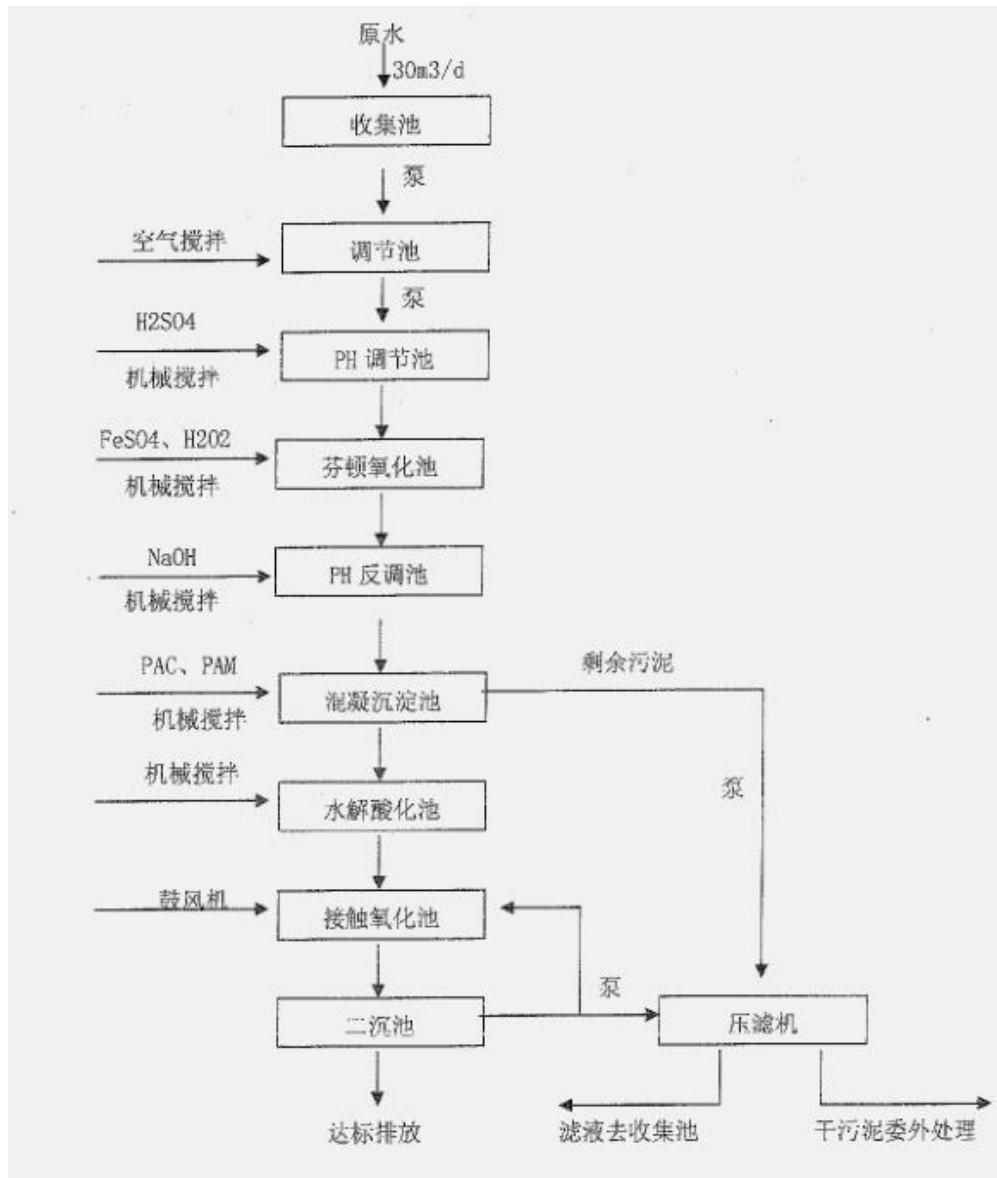 原水
30m3/d
收集池
泵
空气搅拌
调节池
泵
H2SO4
PH 调节池
机械搅拌
FeSO4、H2O2
芬顿氧化池
机械搅拌
NaOH
PH 反调池
机械搅拌
PAC、PAM
剩余污泥
混凝沉淀池
机械搅拌
机械搅拌
泵
水解酸化池
鼓风机
接触氧化池
泵
二沉池
压滤机
达标排放
滤液去收集池
干污泥委外处理